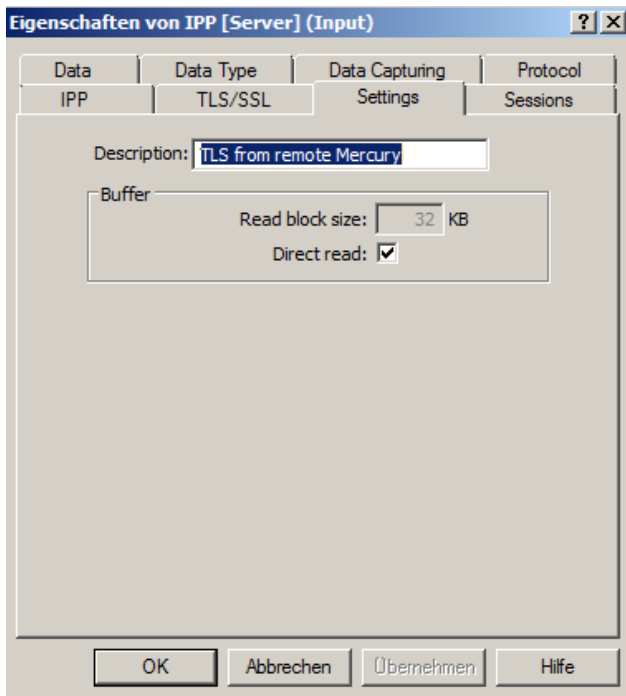 Eigenschaften von IPP [Server] (Input)
Data Data Type Data Capturing Protocol
IPP TLS/SSL Settings Sessions
Description: TLS from remote Mercury
Buffer
Read block size: 32 KB
Direct read:
OK Abbrechen Übernehmen Hilfe